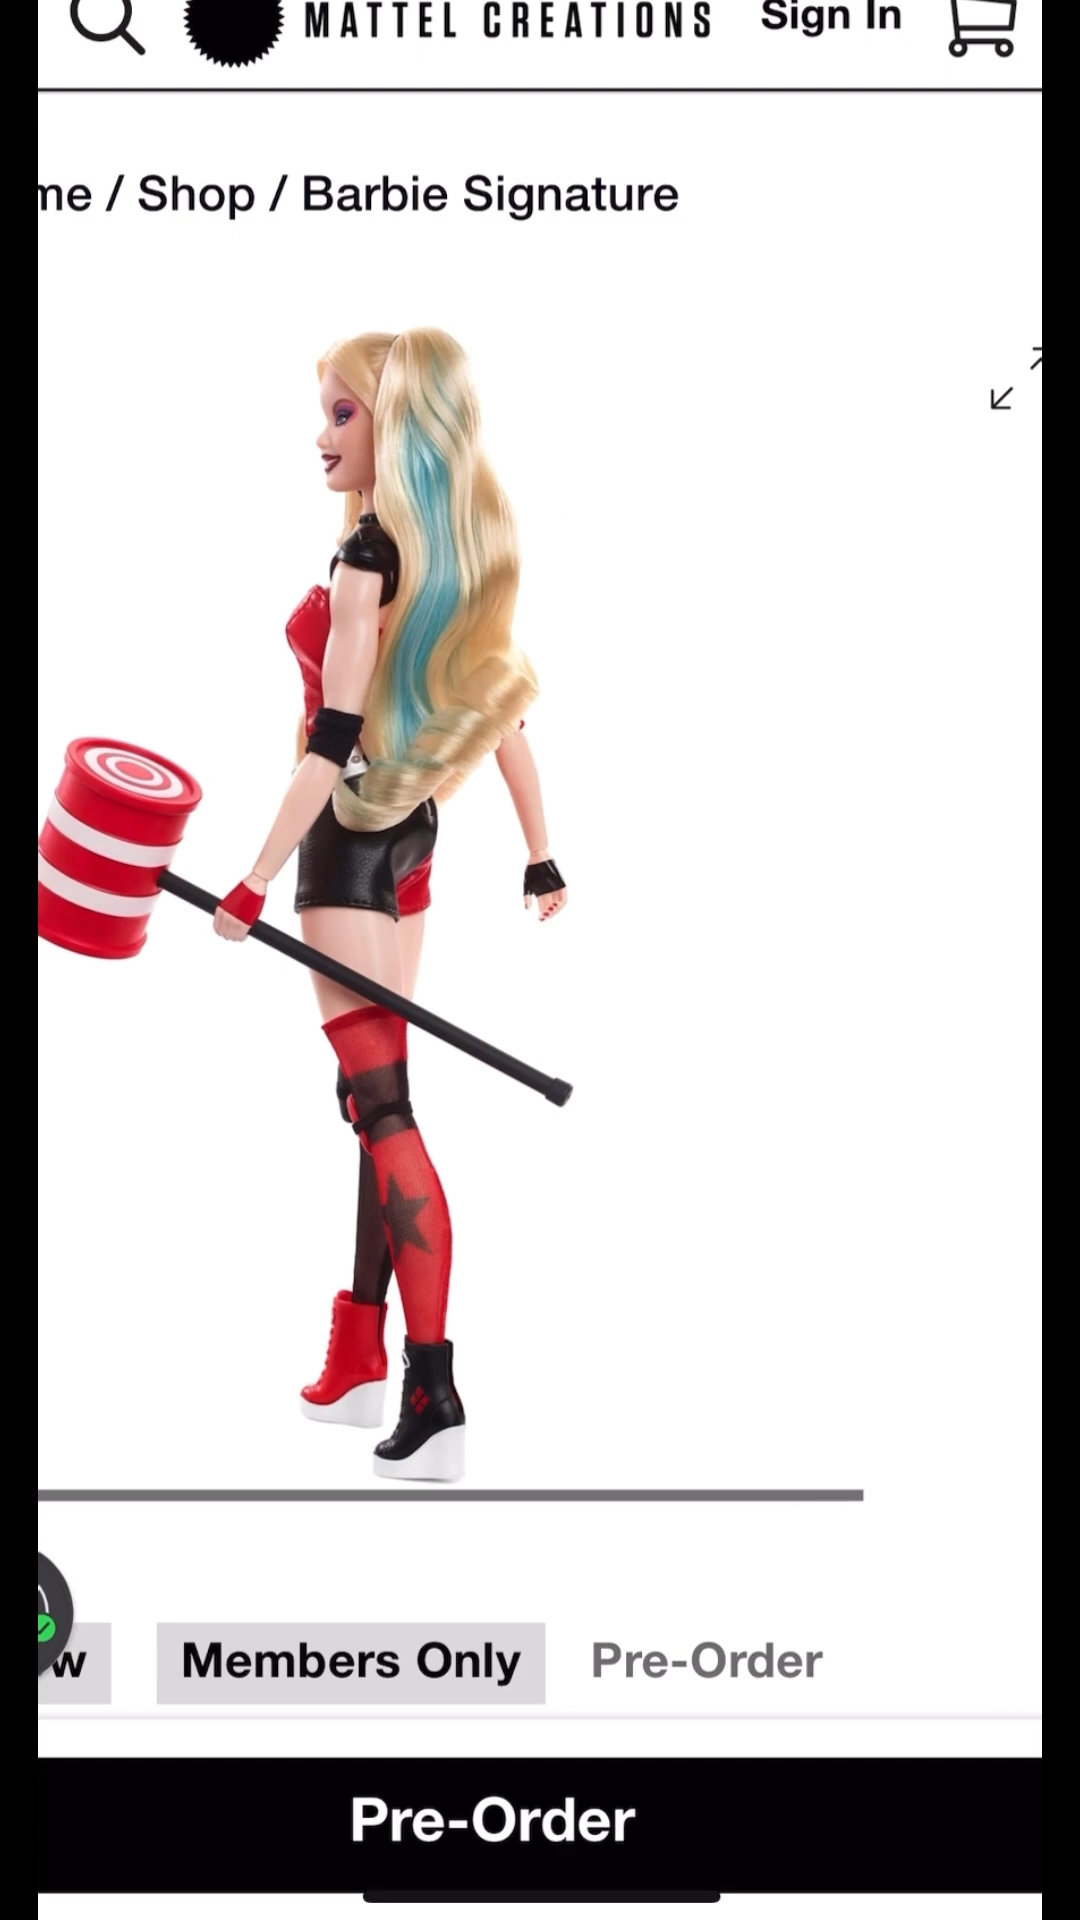 MATTEL CREATIONS Sign In
me / Shop / Barbie Signature
w Members Only Pre-Order
Pre-Order